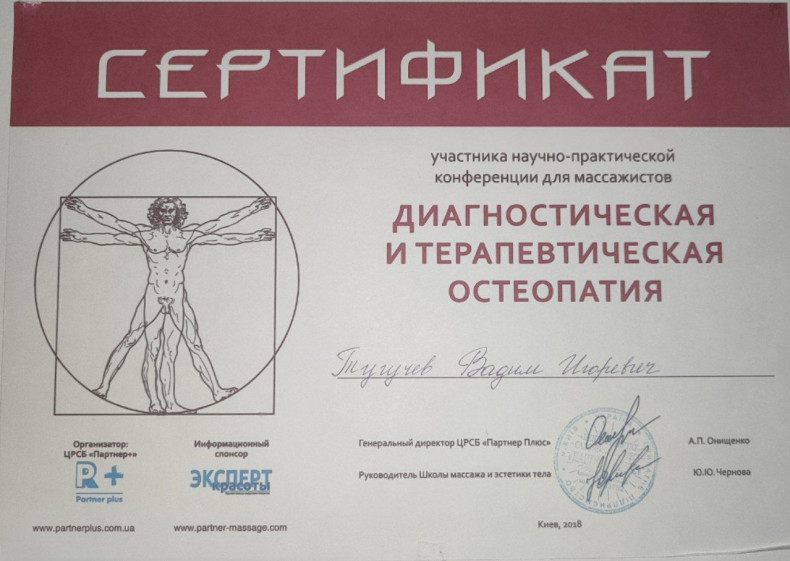 СЕРТИФИКАТ
участника научно-практической
конференции для массажистов
ДИАГНОСТИЧЕСКАЯ
И ТЕРАПЕВТИЧЕСКАЯ
ОСТЕОПАТИЯ
Тугучев Вадим Игоревич
Генеральный директор ЦРСБ «Партнер Плюс»
А.П. Онищенко
Руководитель Школы массажа и эстетики тела
Ю.Ю. Чернова
Киев, 2018
Организатор:
ЦРСБ «Партнер+»
R +
Partner plus
www.partnerplus.com.ua
Информационный
спонсор
ЭКСПЕРТ
красоты
www.partner-massage.com